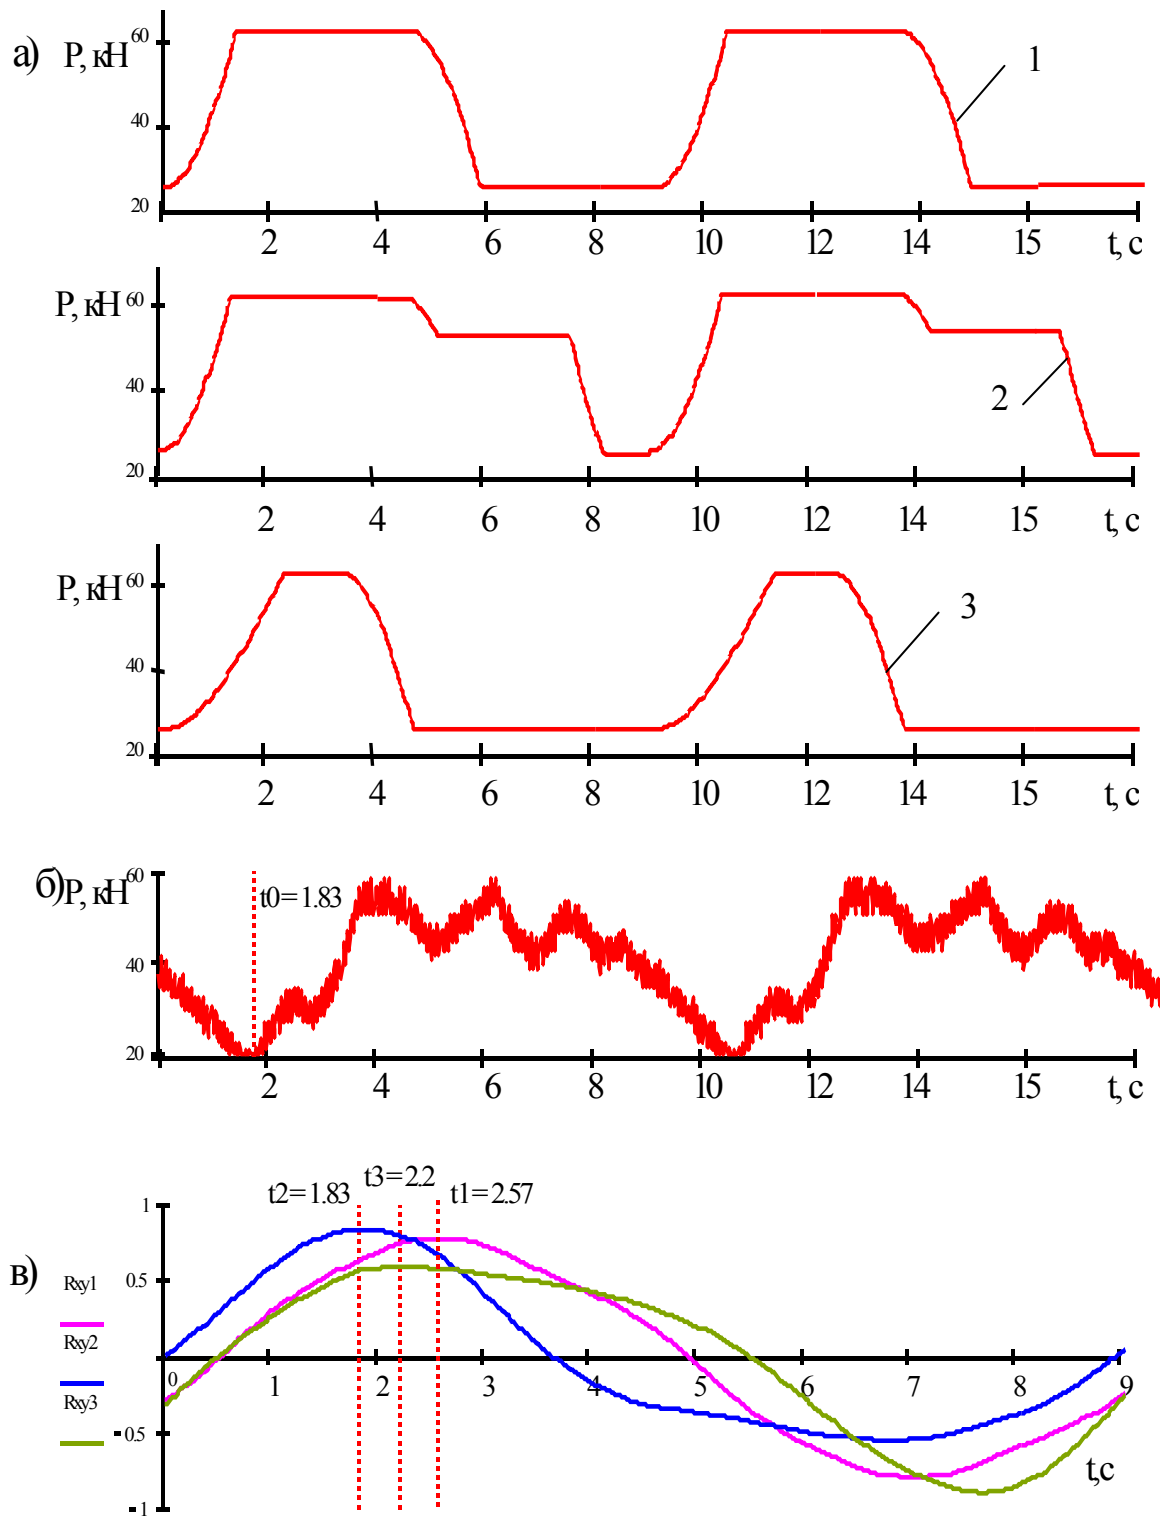 а) P, кН 60
1
40
20
2 4 6 8 10 12 14 15 t, c
P, кН 60
40
2
20
2 4 6 8 10 12 14 15 t, c
P, кН 60
3
40
20
2 4 6 8 10 12 14 15 t, c
б) P, кН 60
t0=1.83
40
20
2 4 6 8 10 12 14 15 t, c
t3=2.2
t2=1.83 t1=2.57
1
в)
Rxy1 0.5
Rxy2
0 1 2 3 4 5 6 7 8 9
Rxy3
-0.5
t,c
-1